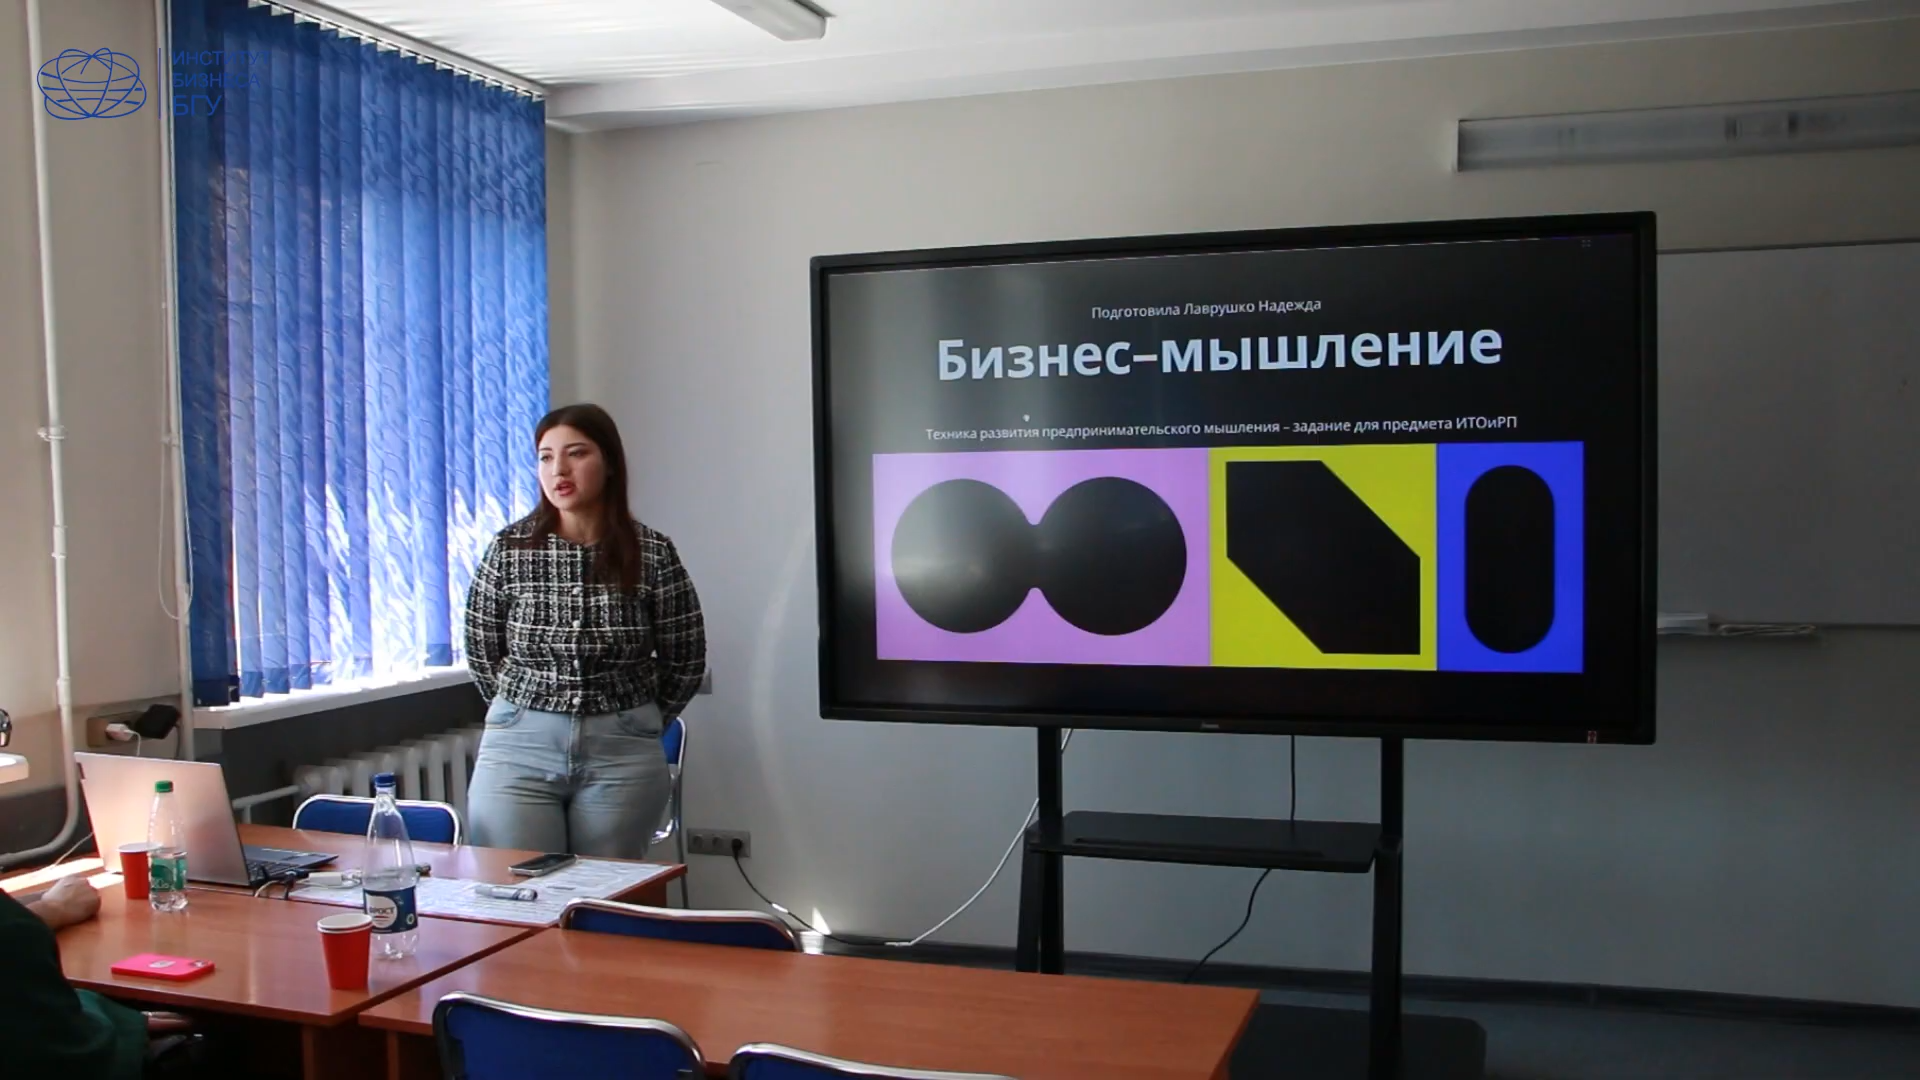 ИНСТИТУТ
БИЗНЕСА
БГУ
Подготовила Лаврушко Надежда
Бизнес–мышление
Техника развития предпринимательского мышления – задание для предмета ИТОиРП